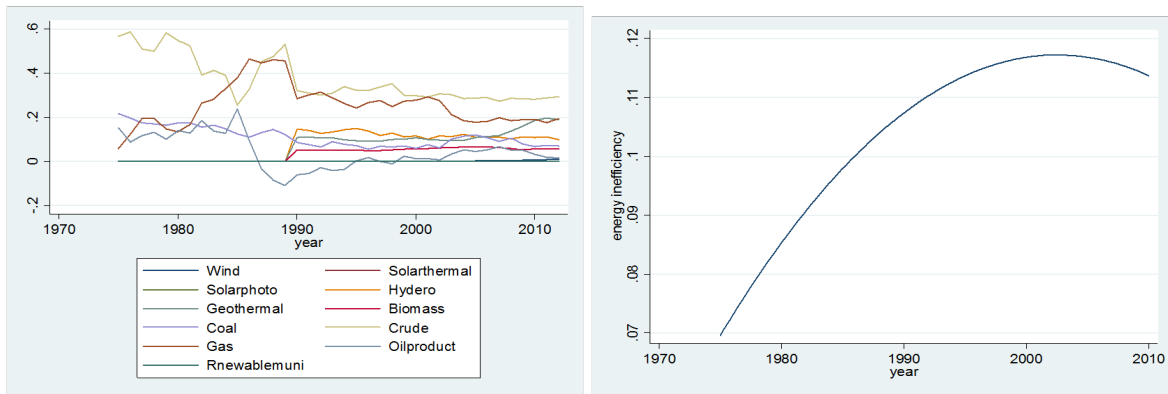 .6
.4
.2
0
-.2
1970 1980 1990 2000 2010
year
Wind Solarthermal
Solarphoto Hydero
Geothermal Biomass
Coal Crude
Gas Oilproduct
Rnewablemuni
energy inefficiency
.12
.11
.1
.09
.08
.07
1970 1980 1990 2000 2010
year